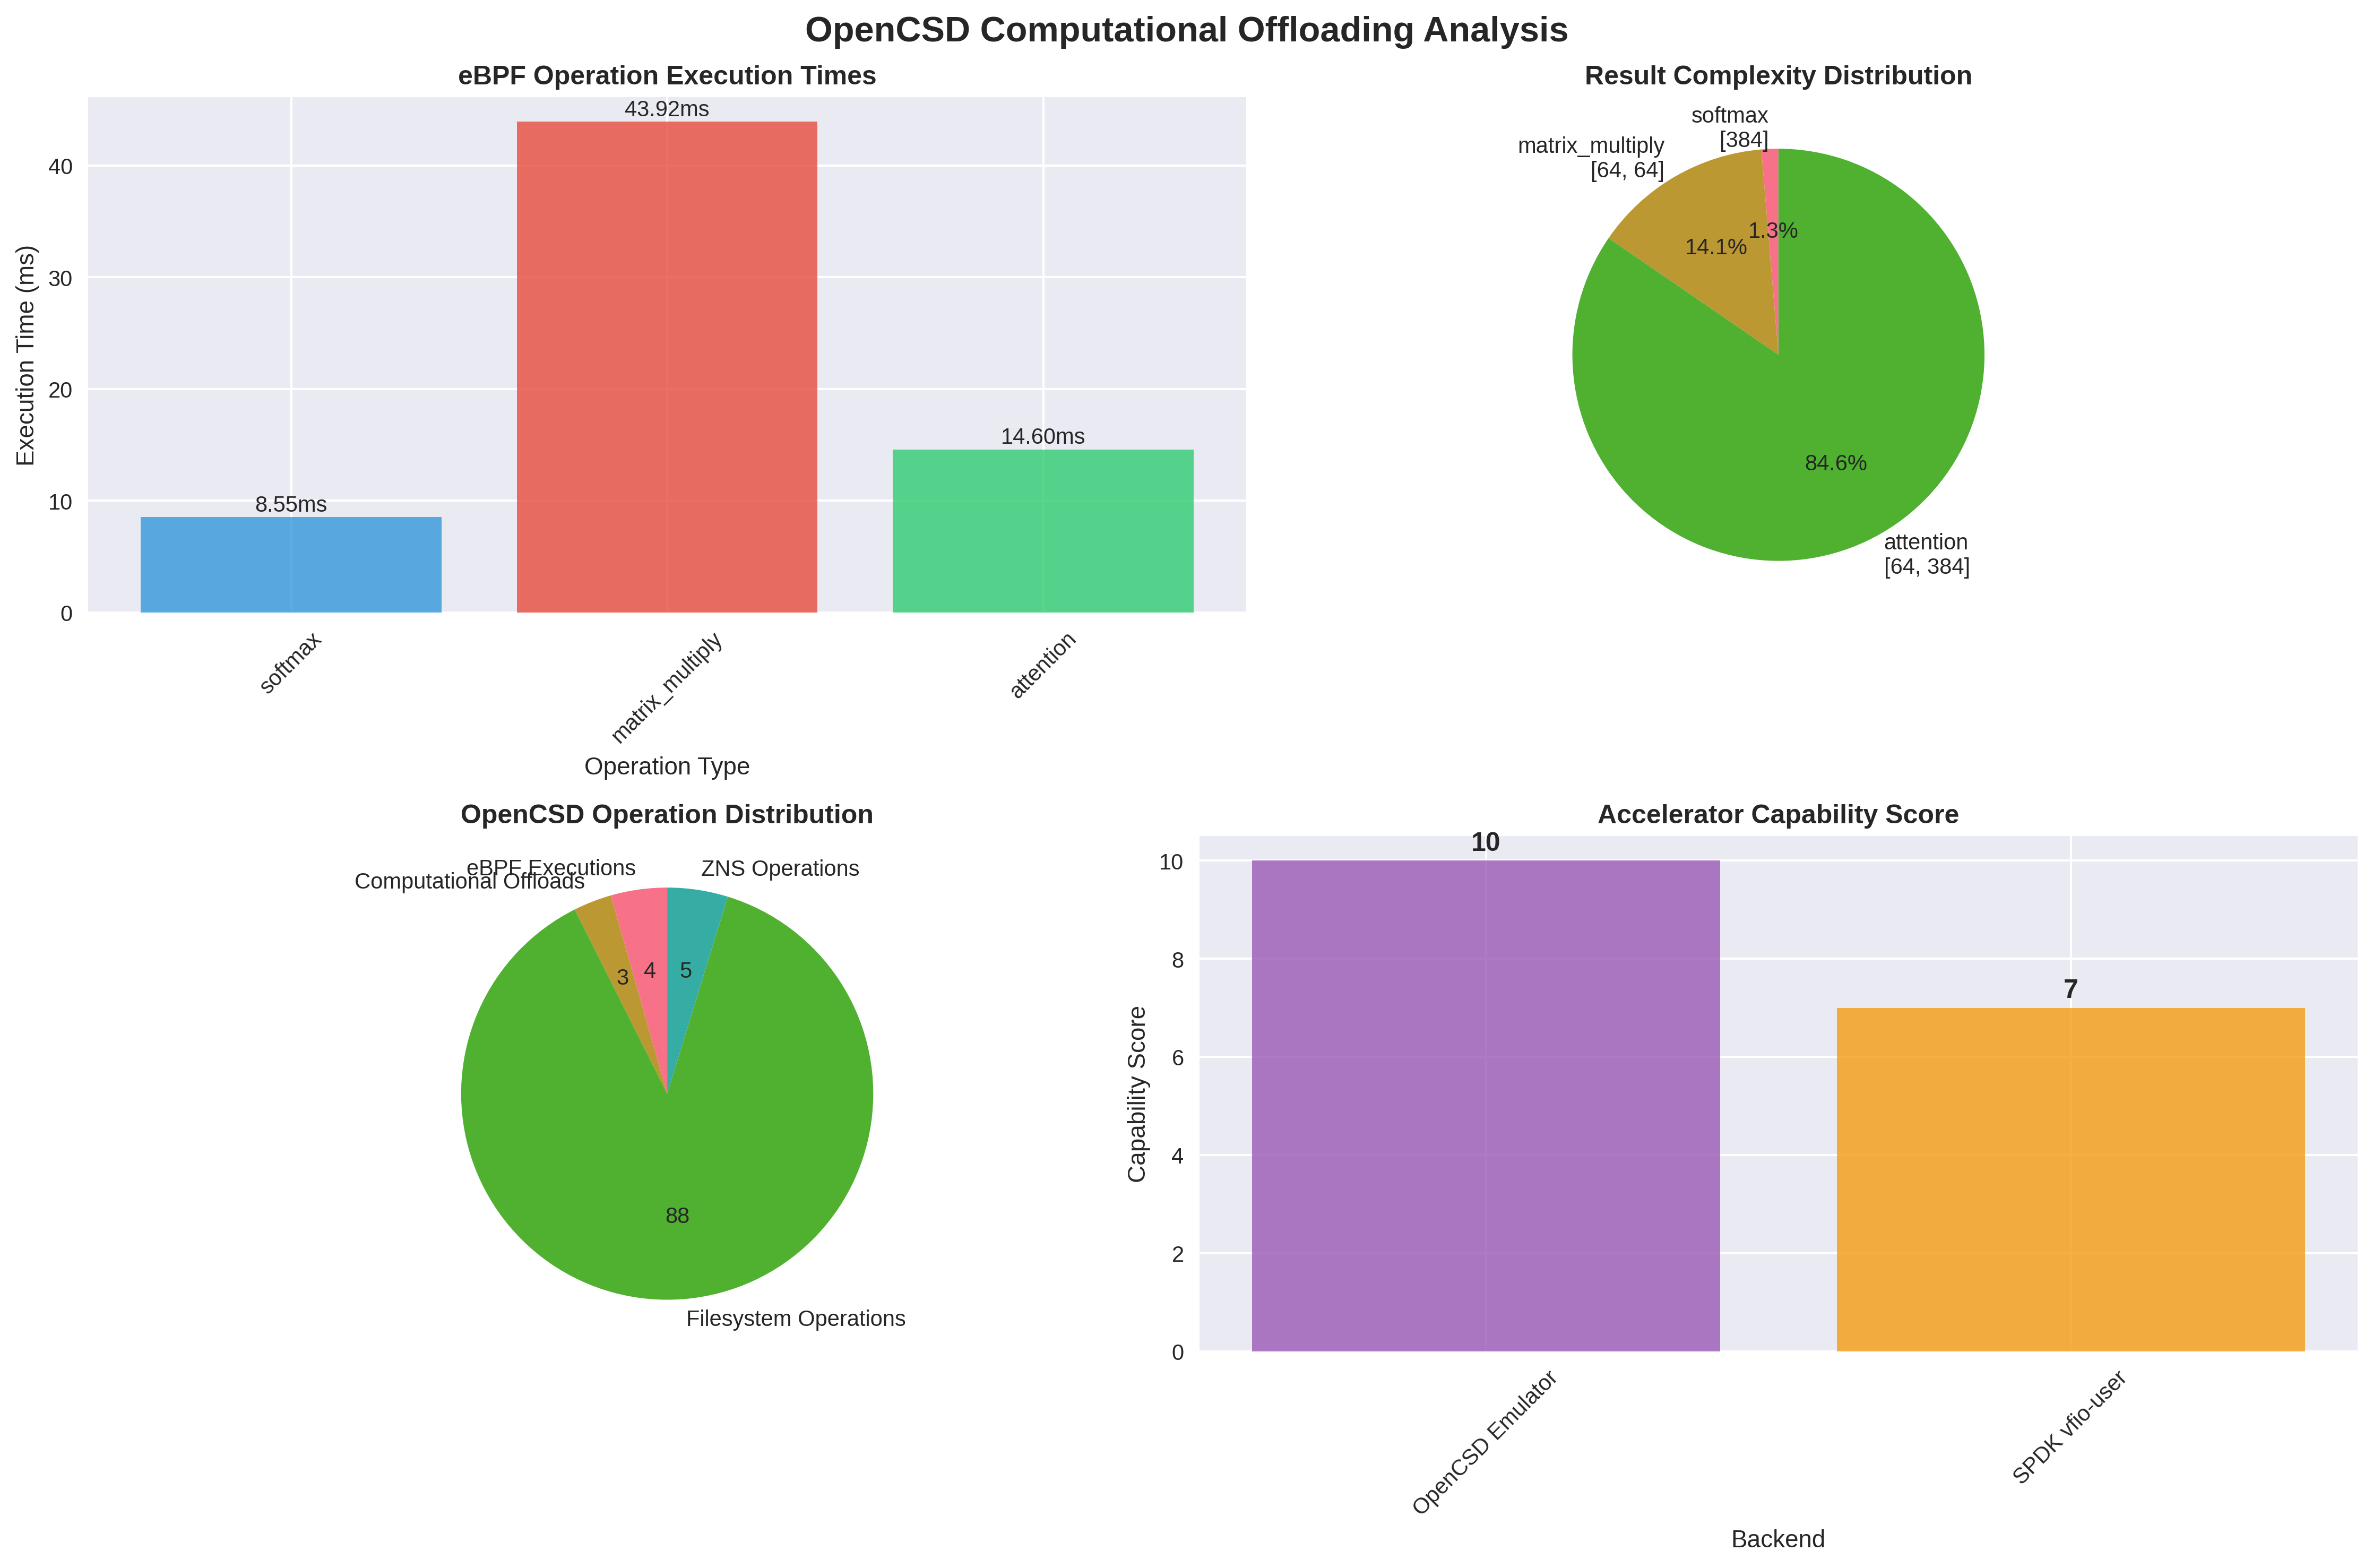 OpenCSD Computational Offloading Analysis
eBPF Operation Execution Times
Execution Time (ms)
40
30
20
10
0
8.55ms
43.92ms
14.60ms
softmax
matrix_multiply
attention
Operation Type
Result Complexity Distribution
softmax
[384]
matrix_multiply
[64, 64]
1.3%
14.1%
84.6%
attention
[64, 384]
OpenCSD Operation Distribution
eBPF Executions
Computational Offloads
ZNS Operations
3
4
5
88
Filesystem Operations
Accelerator Capability Score
Capability Score
10
8
6
4
2
0
10
7
OpenCSD Emulator
SPDK vfio-user
Backend